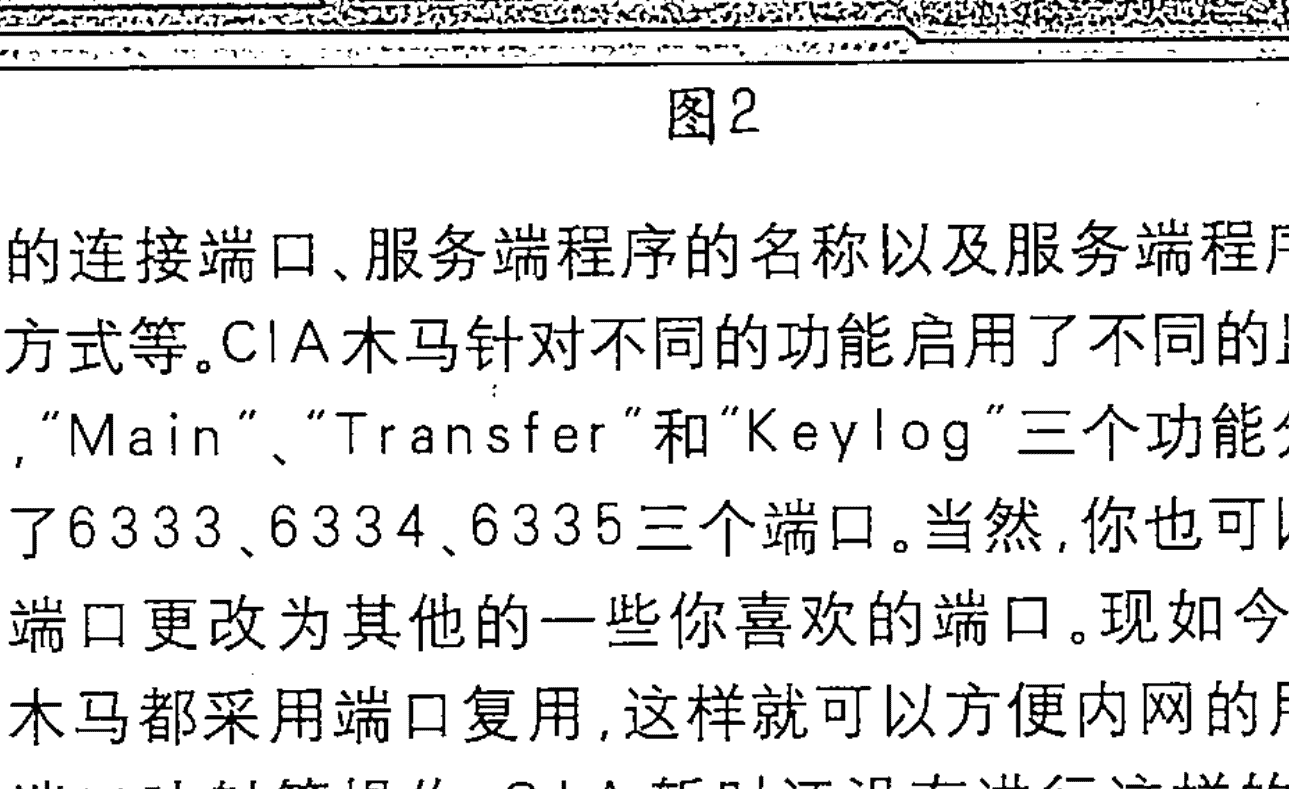 图2
的连接端口、服务端程序的名称以及服务端程序
方式等。CIA木马针对不同的功能启用了不同的
,“Main”、“Transfer”和“Keylog”三个功能
了6333、6334、6335三个端口。当然,你也可以
端口更改为其他的一些你喜欢的端口。现如今
木马都采用端口复用,这样就可以方便内网的用